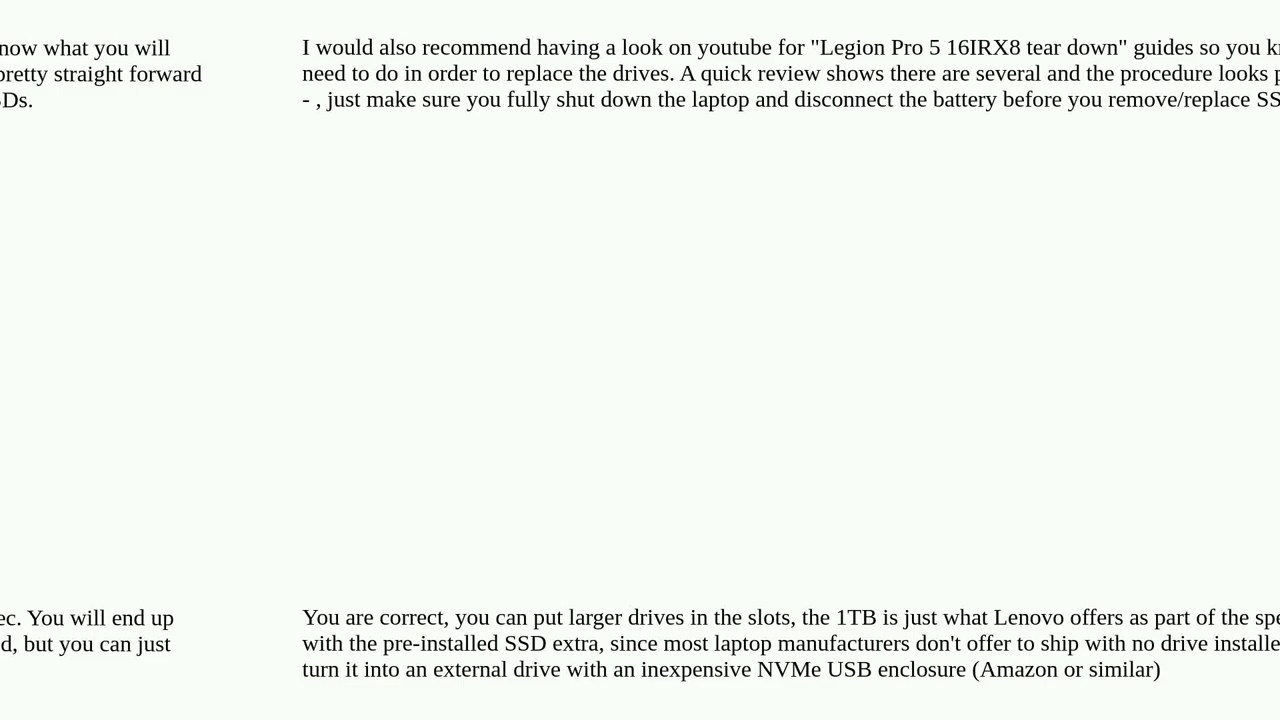 now what you will
pretty straight forward
SDs.
I would also recommend having a look on youtube for "Legion Pro 5 16IRX8 tear down" guides so you kn
need to do in order to replace the drives. A quick review shows there are several and the procedure looks p
- , just make sure you fully shut down the laptop and disconnect the battery before you remove/replace SS
ec. You will end up
d, but you can just
You are correct, you can put larger drives in the slots, the 1TB is just what Lenovo offers as part of the spe
with the pre-installed SSD extra, since most laptop manufacturers don't offer to ship with no drive installe
turn it into an external drive with an inexpensive NVMe USB enclosure (Amazon or similar)